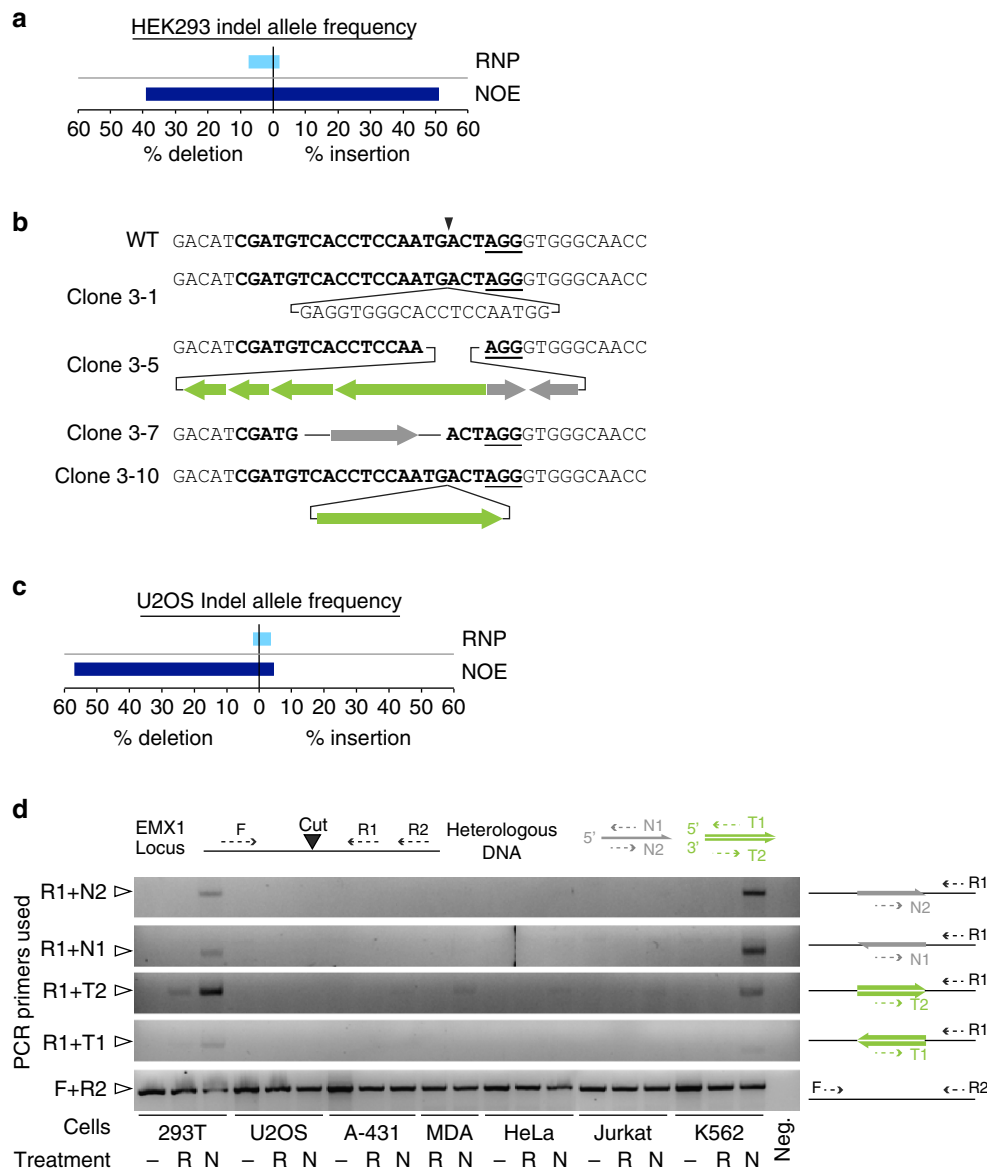 a
HEK293 indel allele frequency
RNP
NOE
60 50 40 30 20 10 0 10 20 30 40 50 60
% deletion % insertion
b
WT GACATCGATGTCACCTCCAATGACTAGGGTGGGCAACC
Clone 3-1 GACATCGATGTCACCTCCAATGACTAGGGTGGGCAACC
GAGGTGGGCACCTCCAATGG
Clone 3-5 GACATCGATGTCACCTCCAA AGGGTGGGCAACC
Clone 3-7 GACATCGATG ACTAGGGTGGGCAACC
Clone 3-10 GACATCGATGTCACCTCCAATGACTAGGGTGGGCAACC
c
U2OS Indel allele frequency
RNP
NOE
60 50 40 30 20 10 0 10 20 30 40 50 60
% deletion % insertion
d
EMX1 Locus
F Cut R1 R2
Heterologous DNA
5' N1 N2
5' 3' T1 T2
PCR primers used
R1+N2 R1 N2
R1+N1 R1 N1
R1+T2 R1 T2
R1+T1 R1 T1
F+R2 F R2
Cells 293T U2OS A-431 MDA HeLa Jurkat K562 Neg.
Treatment – R N – R N – R N R N – R N – R N – R N